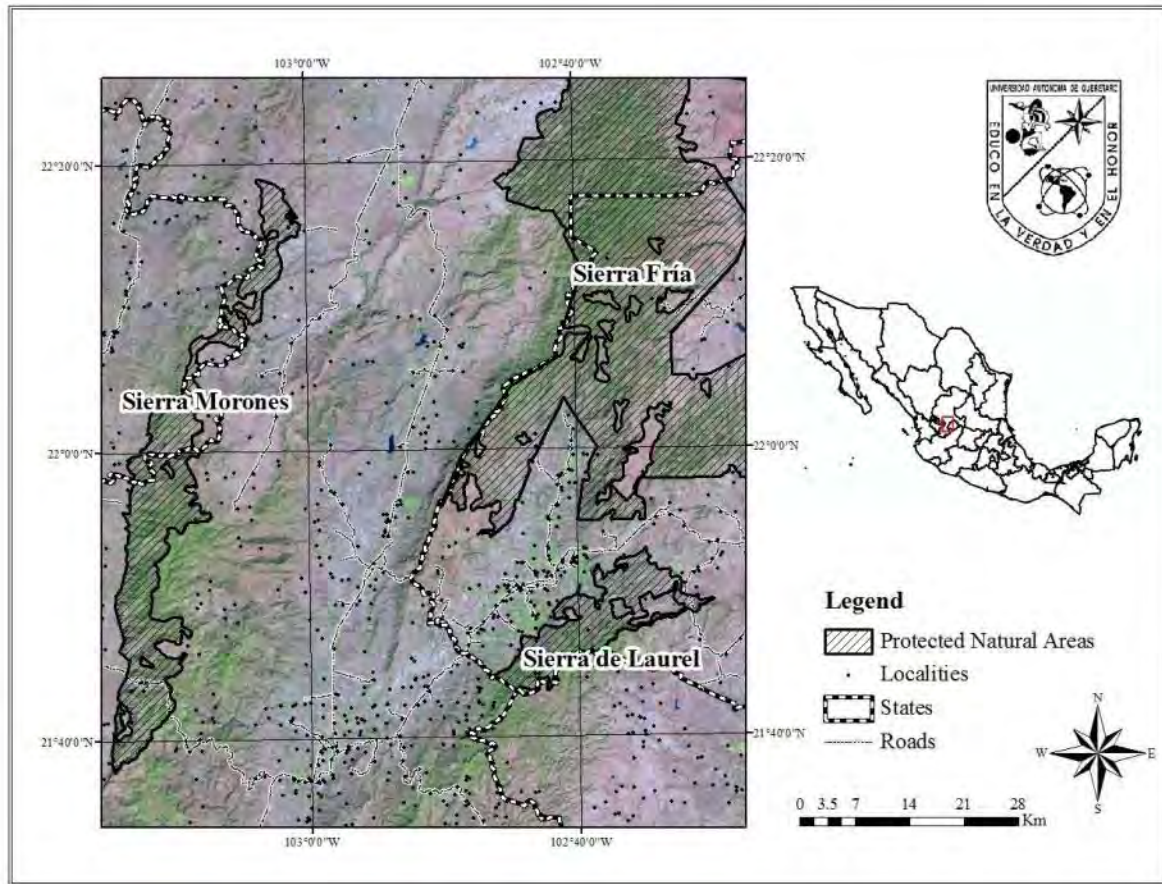 103°0'0"W
102°40'0"W
22°30'0"N
22°20'0"N
Sierra Fría
Sierra Morones
22°0'0"N
22°0'0"N
Sierra de Laurel
21°40'0"N
21°40'0"N
103°0'0"W
102°40'0"W
UNIVERSIDAD AUTONOMA DE QUERETARO
EDUCO EN LA VERDAD Y EN EL HONOR
Legend
Protected Natural Areas
Localities
States
Roads
N
W
E
S
0 3.5 7 14 21 28
Km